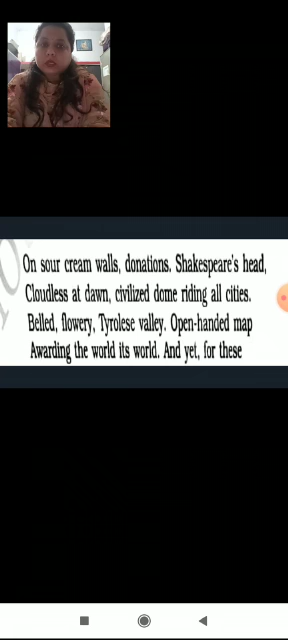 On sour cream walls, donations. Shakespeare's head,
Cloudless at dawn, civilized dome riding all cities.
Belled, flowery, Tyrolese valley. Open-handed map
Awarding the world its world. And yet, for these